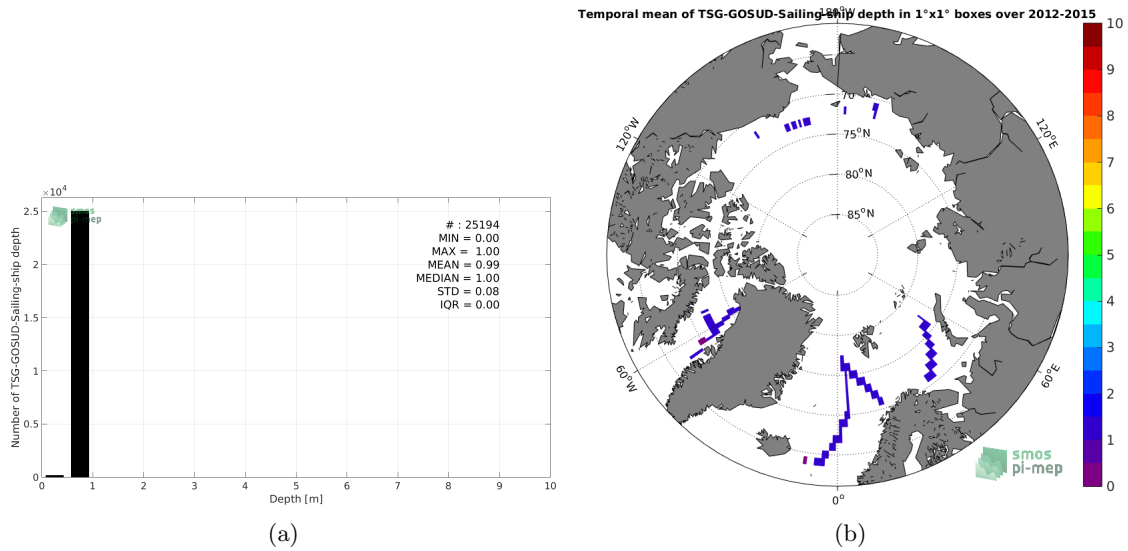 ×10⁴
2.5
2
1.5
1
0.5
0
Number of TSG-GOSUD-Sailing-ship depth
smos
pi-mep
# : 25194
MIN = 0.00
MAX = 1.00
MEAN = 0.99
MEDIAN = 1.00
STD = 0.08
IQR = 0.00
0 1 2 3 4 5 6 7 8 9 10
Depth [m]
(a)
Temporal mean of TSG-GOSUD-Sailing-ship depth in 1°x1° boxes over 2012-2015
180°W
120°W
120°E
70°N
75°N
80°N
85°N
60°W
60°E
0°
smos
pi-mep
10
9
8
7
6
5
4
3
2
1
0
(b)